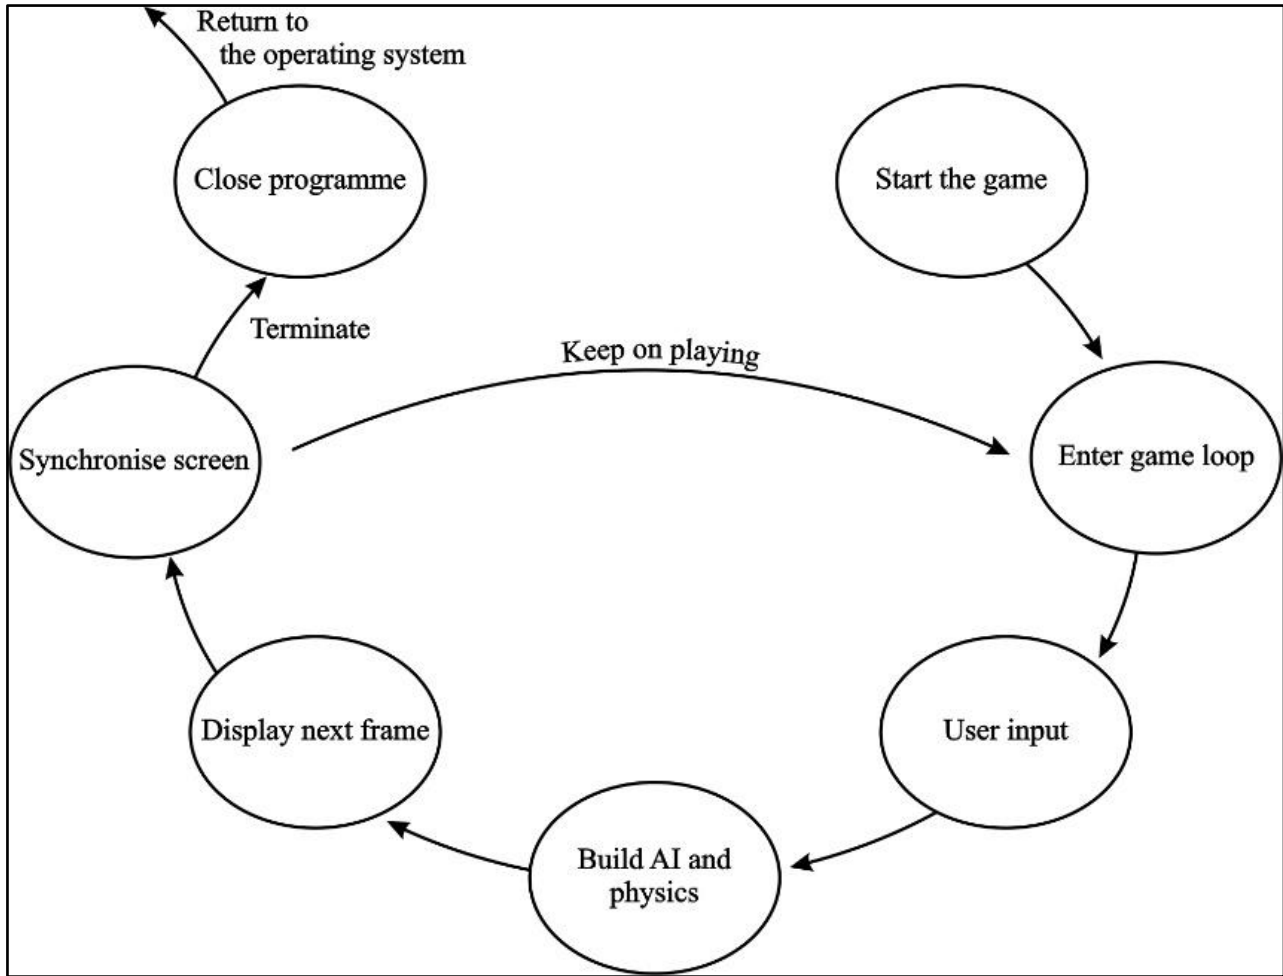 Return to
the operating system
Close programme
Start the game
Terminate
Keep on playing
Synchronise screen
Enter game loop
Display next frame
User input
Build AI and
physics